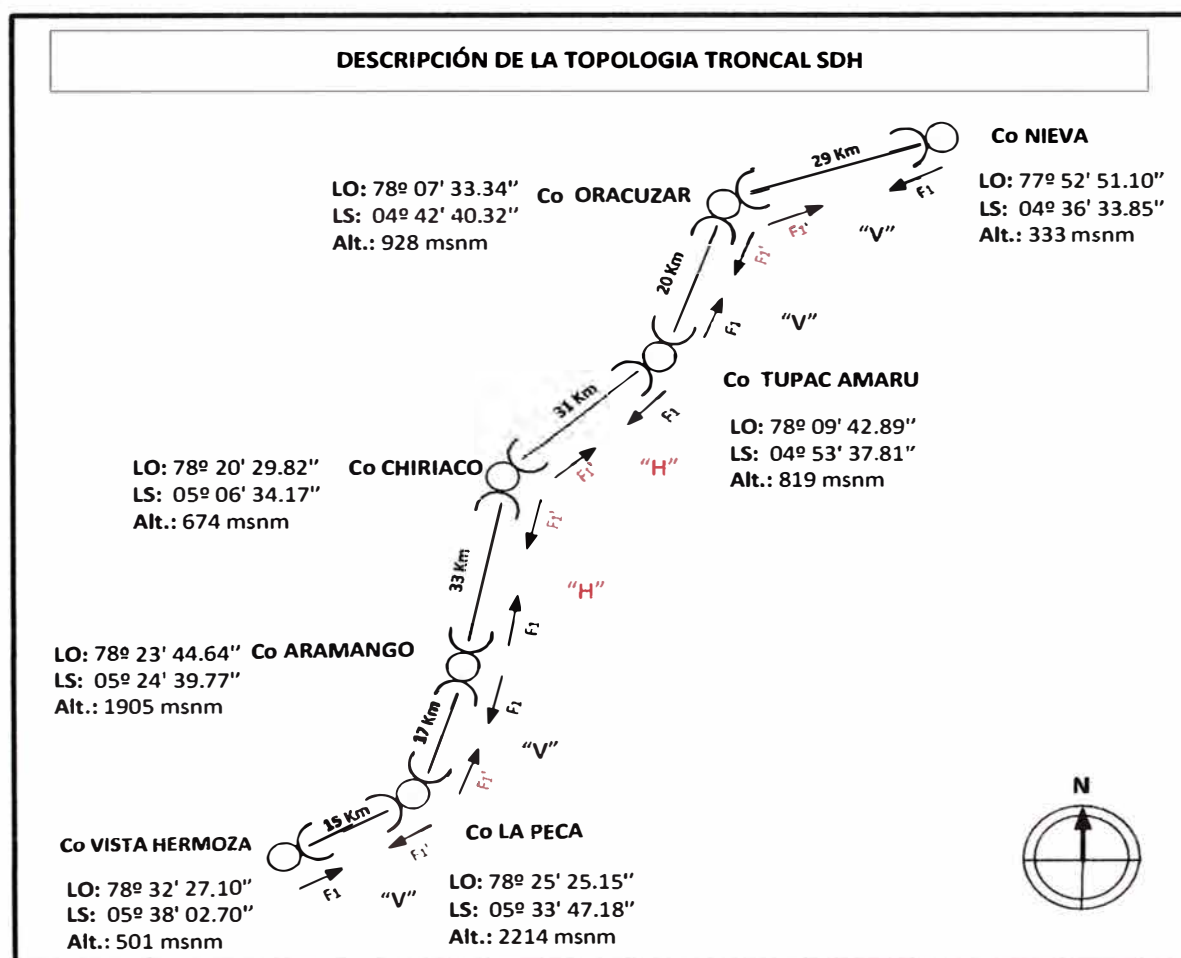 DESCRIPCIÓN DE LA TOPOLOGIA TRONCAL SDH
Co NIEVA
LO: 77º 52' 51.10''
LS: 04º 36' 33.85''
Alt.: 333 msnm
29 Km
F1
F1'
"V"
Co ORACUZAR
LO: 78º 07' 33.34''
LS: 04º 42' 40.32''
Alt.: 928 msnm
F1'
20 Km
F1
"V"
Co TUPAC AMARU
LO: 78º 09' 42.89''
LS: 04º 53' 37.81''
Alt.: 819 msnm
F1
31 Km
F1'
"H"
Co CHIRIACO
LO: 78º 20' 29.82''
LS: 05º 06' 34.17''
Alt.: 674 msnm
F1'
33 Km
"H"
F1
Co ARAMANGO
LO: 78º 23' 44.64''
LS: 05º 24' 39.77''
Alt.: 1905 msnm
F1
17 Km
"V"
F1'
Co LA PECA
LO: 78º 25' 25.15''
LS: 05º 33' 47.18''
Alt.: 2214 msnm
F1'
15 Km
"V"
F1
Co VISTA HERMOZA
LO: 78º 32' 27.10''
LS: 05º 38' 02.70''
Alt.: 501 msnm
N